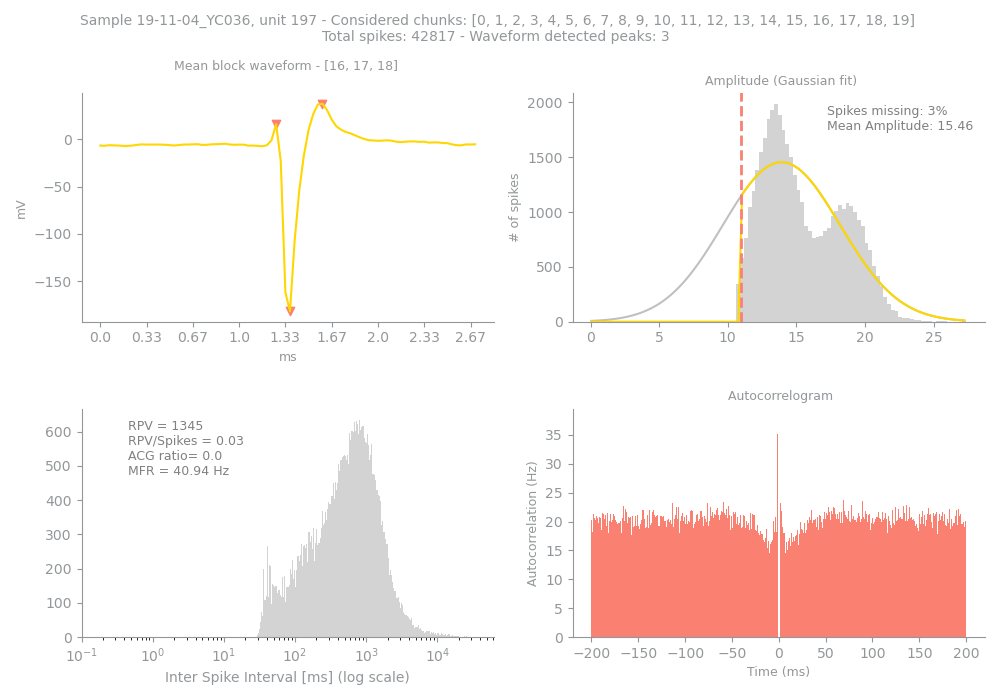 Sample 19-11-04_YC036, unit 197 - Considered chunks: [0, 1, 2, 3, 4, 5, 6, 7, 8, 9, 10, 11, 12, 13, 14, 15, 16, 17, 18, 19]
Total spikes: 42817 - Waveform detected peaks: 3
Mean block waveform - [16, 17, 18]
mV
0
−50
−100
−150
0.0 0.33 0.67 1.0 1.33 1.67 2.0 2.33 2.67
ms
Amplitude (Gaussian fit)
Spikes missing: 3%
Mean Amplitude: 15.46
# of spikes
2000
1500
1000
500
0
0 5 10 15 20 25
RPV = 1345
RPV/Spikes = 0.03
ACG ratio= 0.0
MFR = 40.94 Hz
600
500
400
300
200
100
0
10−1 100 101 102 103 104
Inter Spike Interval [ms] (log scale)
Autocorrelogram
Autocorrelation (Hz)
35
30
25
20
15
10
5
0
−200 −150 −100 −50 0 50 100 150 200
Time (ms)